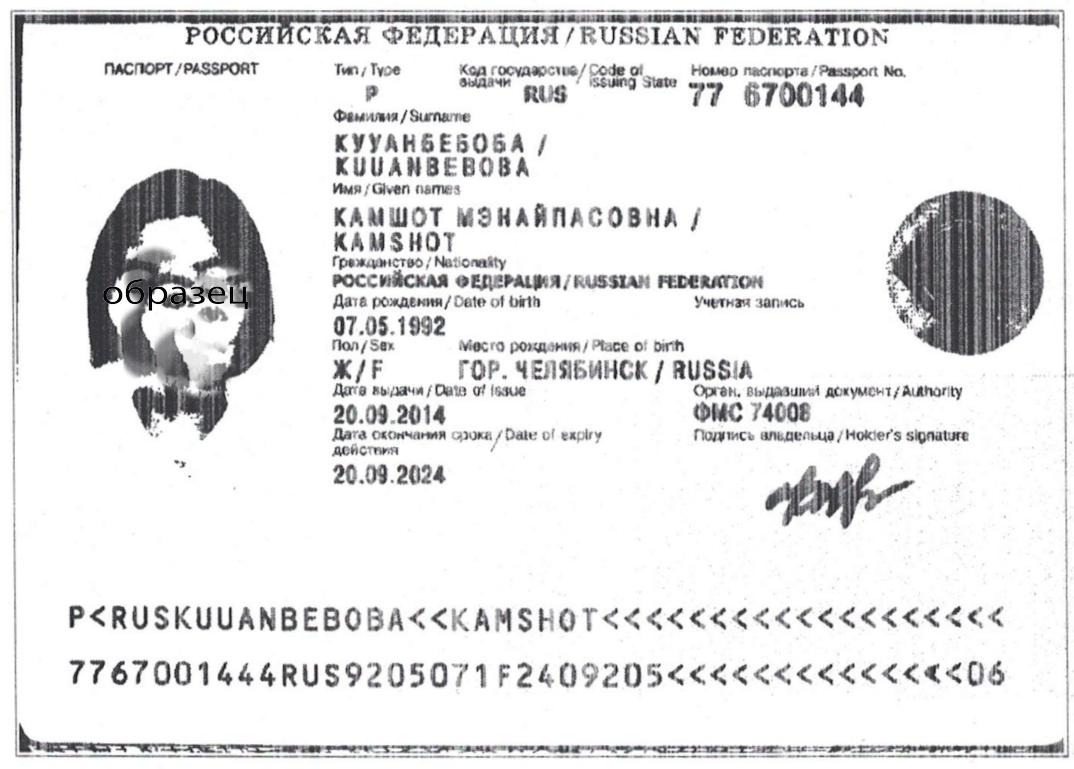 РОССИЙСКАЯ ФЕДЕРАЦИЯ / RUSSIAN FEDERATION
ПАСПОРТ / PASSPORT
Тип / Type
P
Код государства / Code of
выдачи issuing State
RUS
Номер паспорта / Passport No.
77 6700144
Фамилия / Surname
КУУАНБЕБОБА /
KUUANBEBOBA
Имя / Given names
КАМШОТ МЭНАЙПАСОВНА /
KAMSHOT
Гражданство / Nationality
РОССИЙСКАЯ ФЕДЕРАЦИЯ / RUSSIAN FEDERATION
Дата рождения / Date of birth
Учетная запись
07.05.1992
Пол / Sex
Место рождения / Place of birth
Ж / F
ГОР. ЧЕЛЯБИНСК / RUSSIA
Дата выдачи / Date of issue
Орган, выдавший документ / Authority
20.09.2014
ФМС 74008
Дата окончания срока / Date of expiry
действия
Подпись владельца / Holder's signature
20.09.2024
образец
P<RUSKUUANBEBOBA<<KAMSHOT<<<<<<<<<<<<<<<<<<<
7767001444RUS9205071F2409205<<<<<<<<<<<<<<06